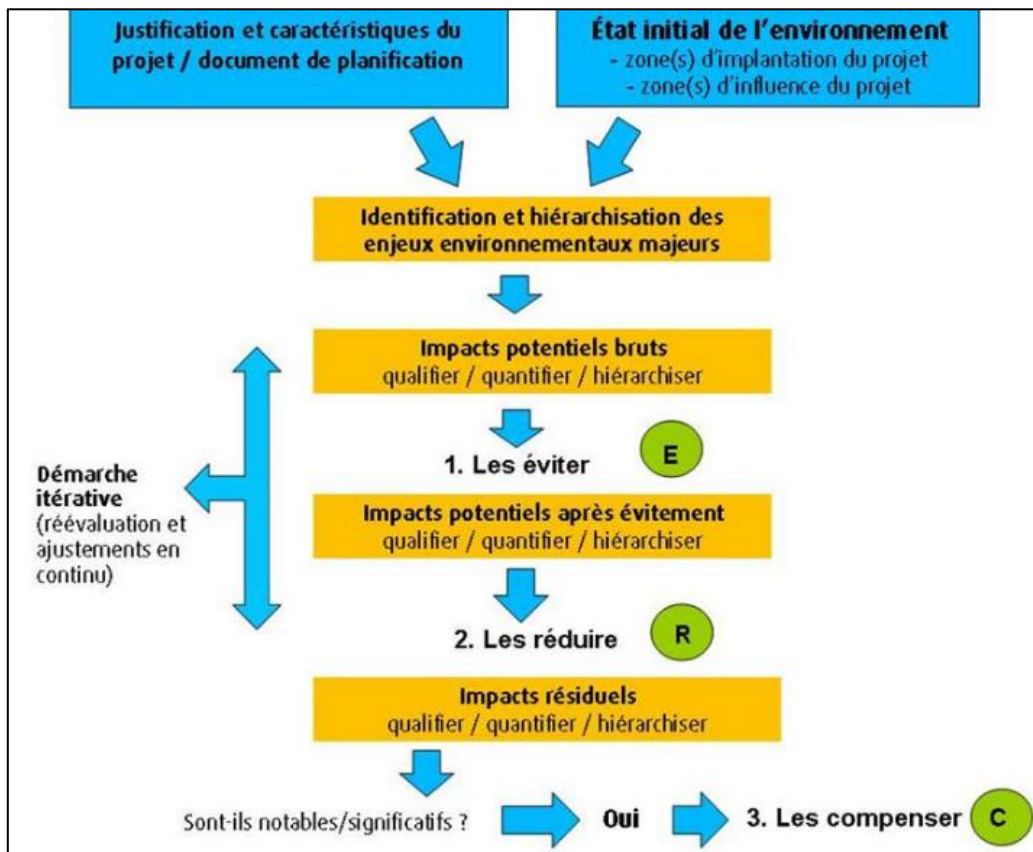 Justification et caractéristiques du
projet / document de planification
État initial de l'environnement
- zone(s) d'implantation du projet
- zone(s) d'influence du projet
Identification et hiérarchisation des
enjeux environnementaux majeurs
Impacts potentiels bruts
qualifier / quantifier / hiérarchiser
1. Les éviter
E
Démarche
itérative
(réévaluation et
ajustements en
continu)
Impacts potentiels après évitement
qualifier / quantifier / hiérarchiser
2. Les réduire
R
Impacts résiduels
qualifier / quantifier / hiérarchiser
Sont-ils notables/significatifs ?
Oui
3. Les compenser
C